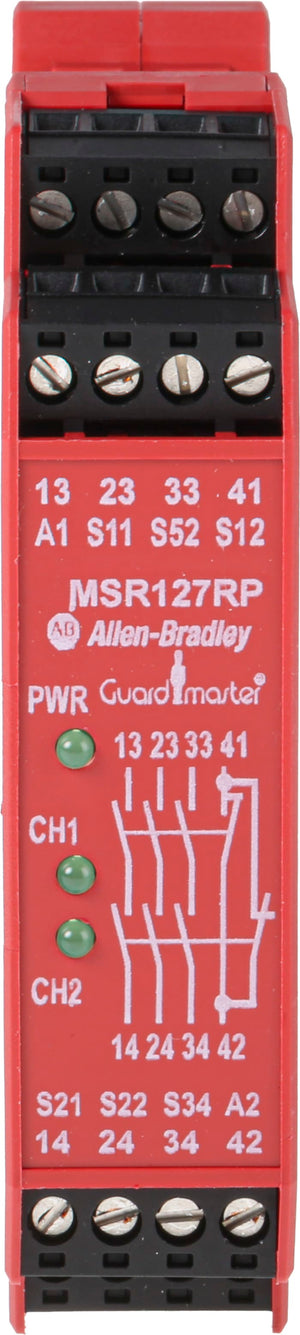 13 23 33 41
A1 S11 S52 S12
MSR127RP
AB Allen-Bradley
PWR Guardmaster®
13 23 33 41
CH1
CH2
14 24 34 42
S21 S22 S34 A2
14 24 34 42